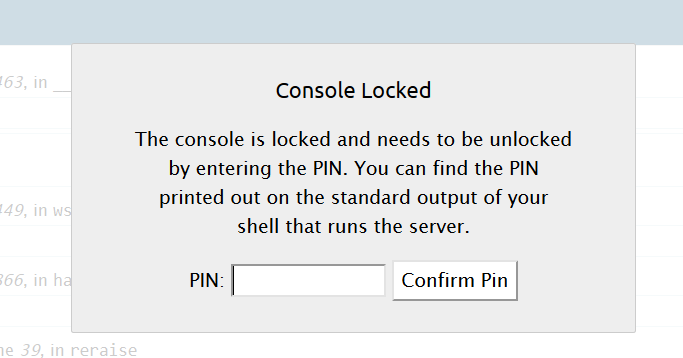 463, in __
Console Locked
The console is locked and needs to be unlocked
by entering the PIN. You can find the PIN
printed out on the standard output of your
449, in ws
shell that runs the server.
366, in ha
PIN: Confirm Pin
ne 39, in reraise